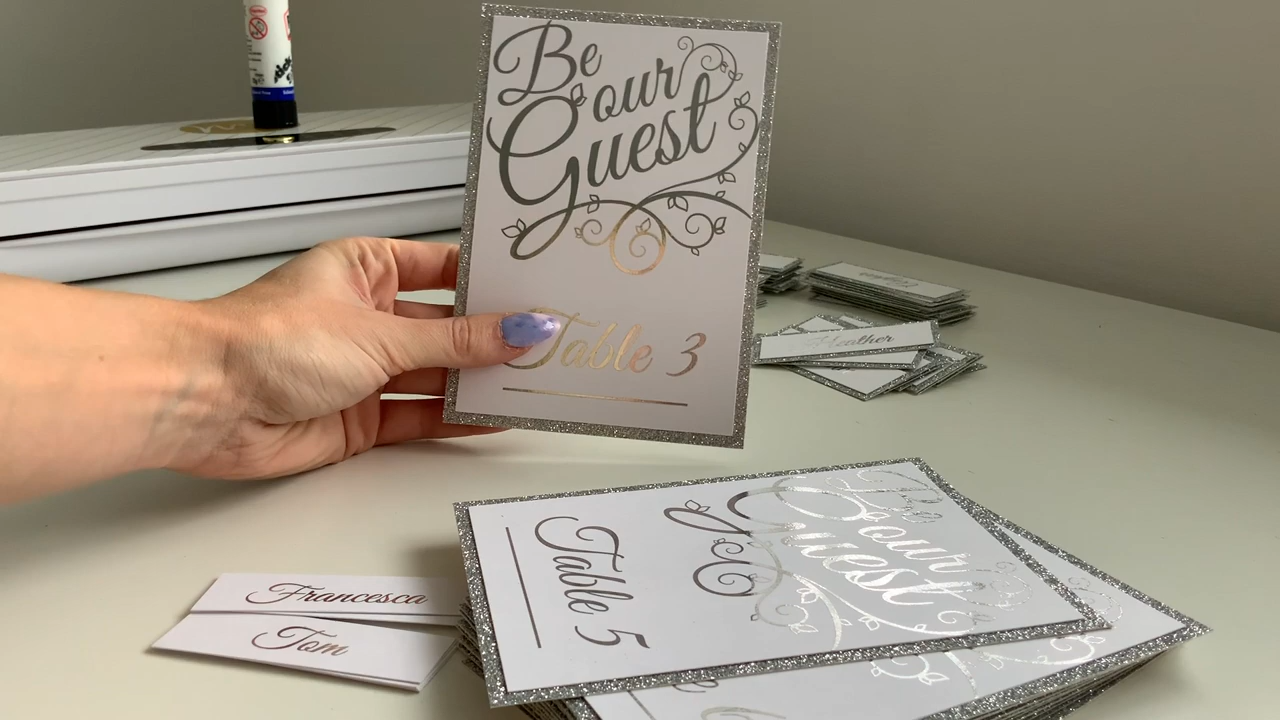 Be
our
Guest
Table 3
Heather
Be
our
Guest
Table 5
Francesca
Tom